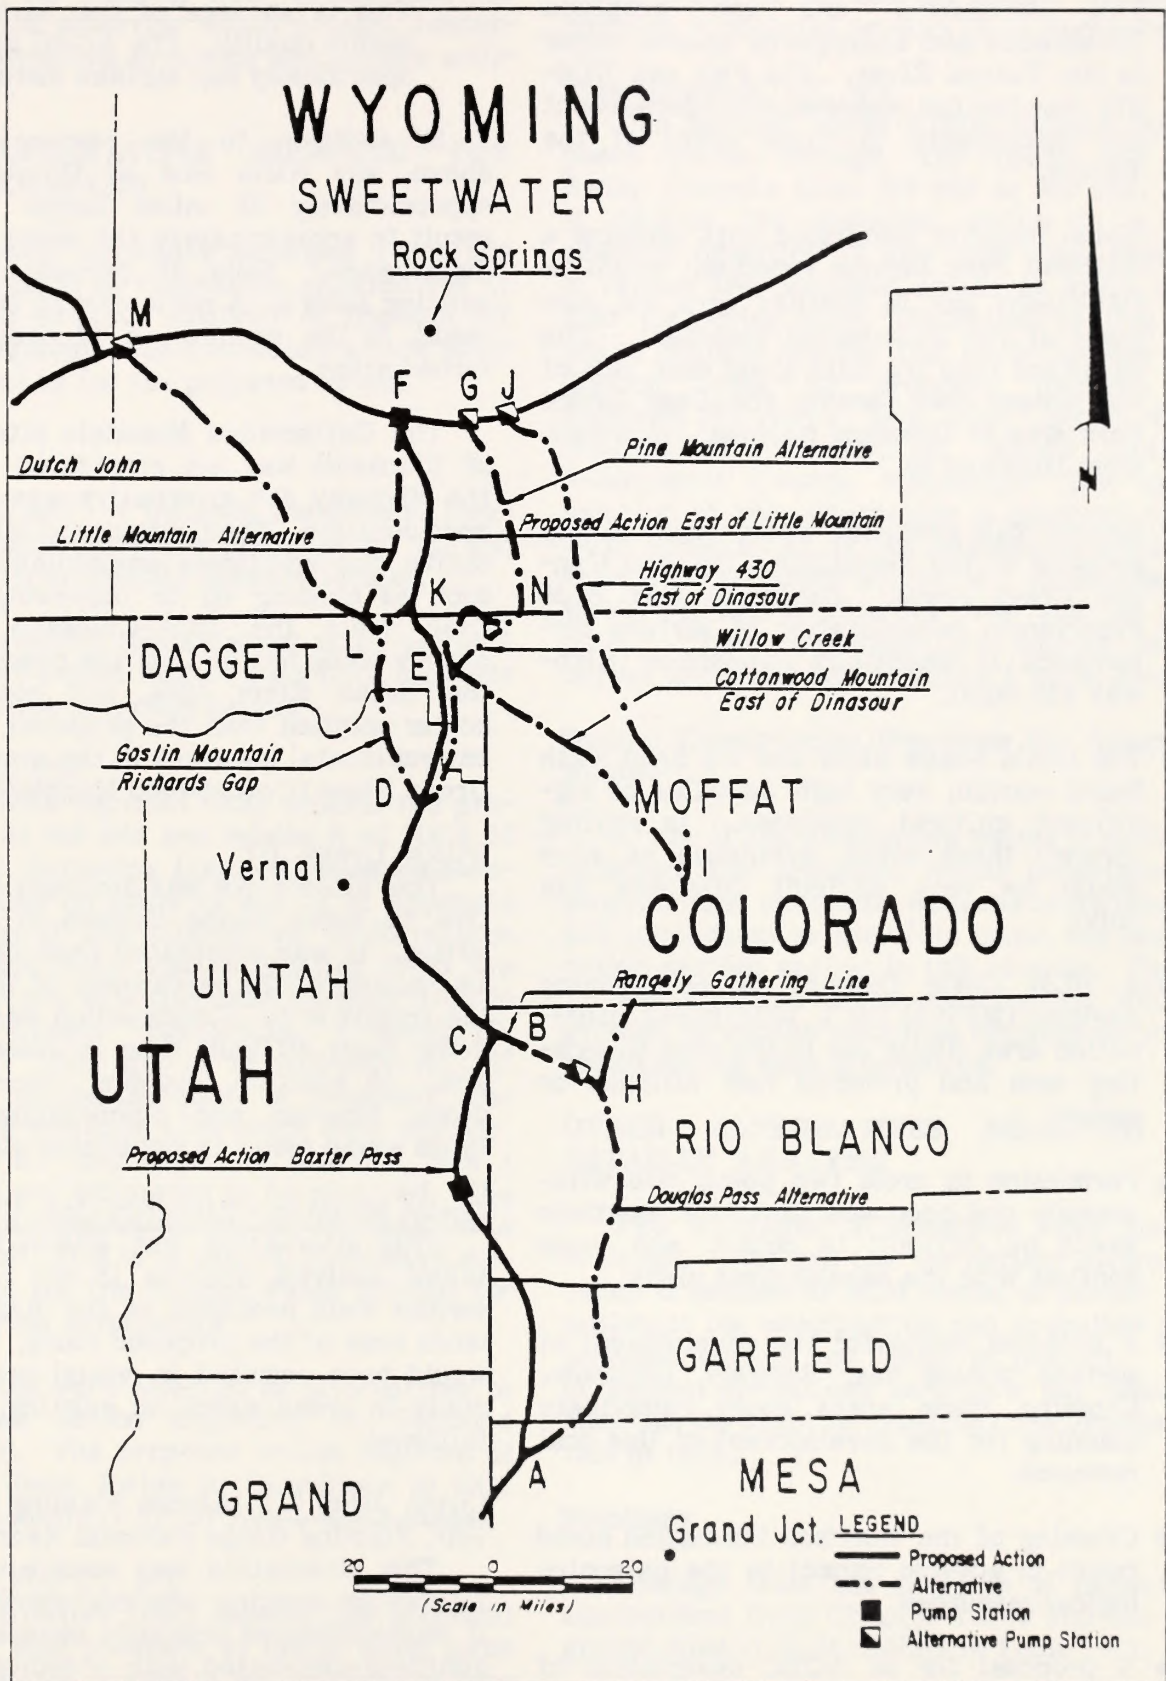 WYOMING
SWEETWATER
Rock Springs
M
F
G
J
Pine Mountain Alternative
Dutch John
Proposed Action East of Little Mountain
Little Mountain Alternative
Highway 430
East of Dinasour
K
N
L
Willow Creek
DAGGETT
E
Cottonwood Mountain
East of Dinasour
Goslin Mountain
Richards Gap
D
MOFFAT
Vernal
I
COLORADO
UINTAH
Rangely Gathering Line
C
B
UTAH
H
RIO BLANCO
Proposed Action Baxter Pass
Douglas Pass Alternative
GARFIELD
A
GRAND
MESA
Grand Jct.
LEGEND
Proposed Action
Alternative
Pump Station
Alternative Pump Station
20 0 20
(Scale in Miles)
N